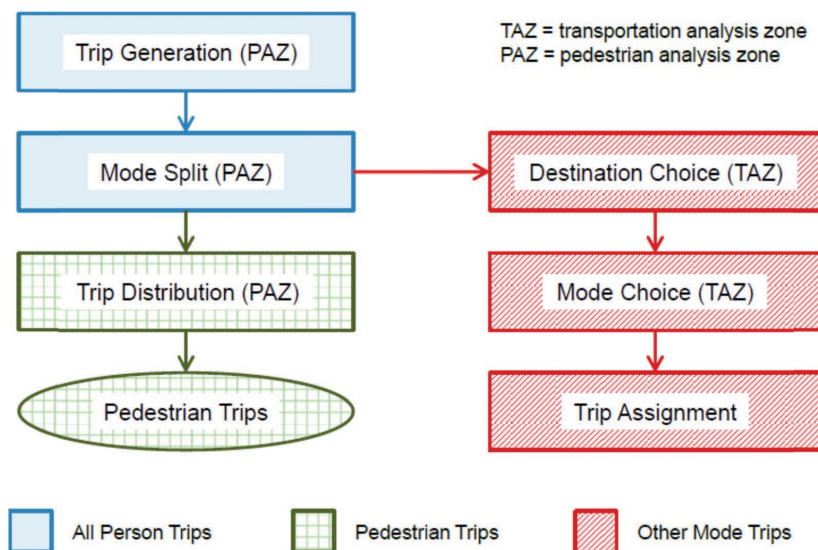 Trip Generation (PAZ)
TAZ = transportation analysis zone
PAZ = pedestrian analysis zone
Mode Split (PAZ)
Destination Choice (TAZ)
Trip Distribution (PAZ)
Mode Choice (TAZ)
Pedestrian Trips
Trip Assignment
All Person Trips
Pedestrian Trips
Other Mode Trips